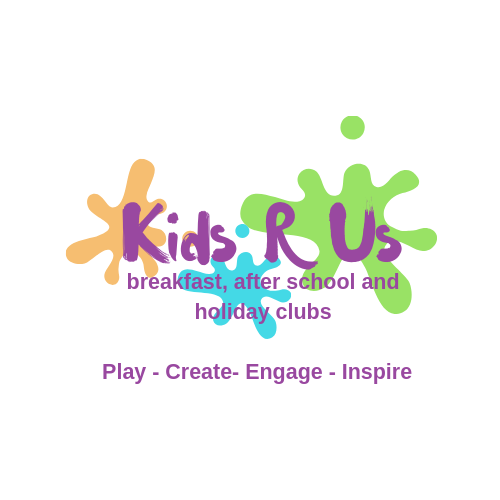 Kids R Us
breakfast, after school and
holiday clubs
Play - Create- Engage - Inspire